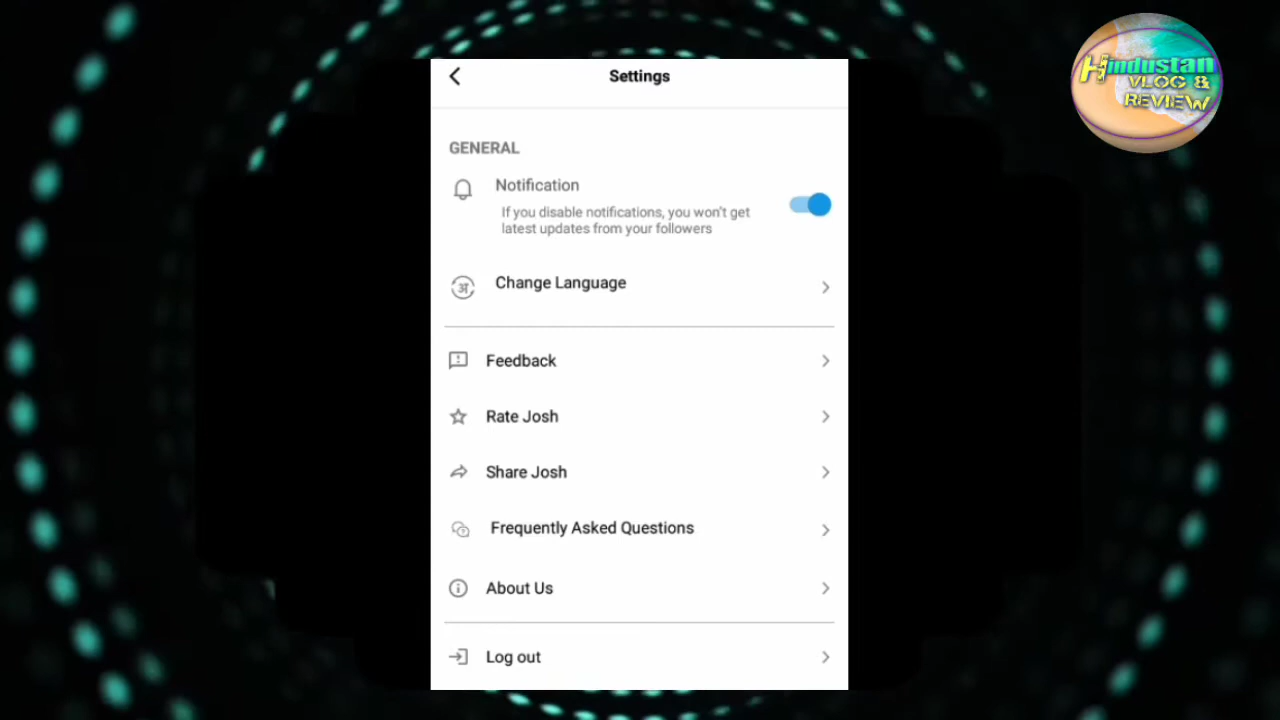 Settings
Hindustan
VLOG &
REVIEW
GENERAL
Notification
If you disable notifications, you won't get
latest updates from your followers
अ
Change Language
Feedback
Rate Josh
Share Josh
Frequently Asked Questions
About Us
Log out